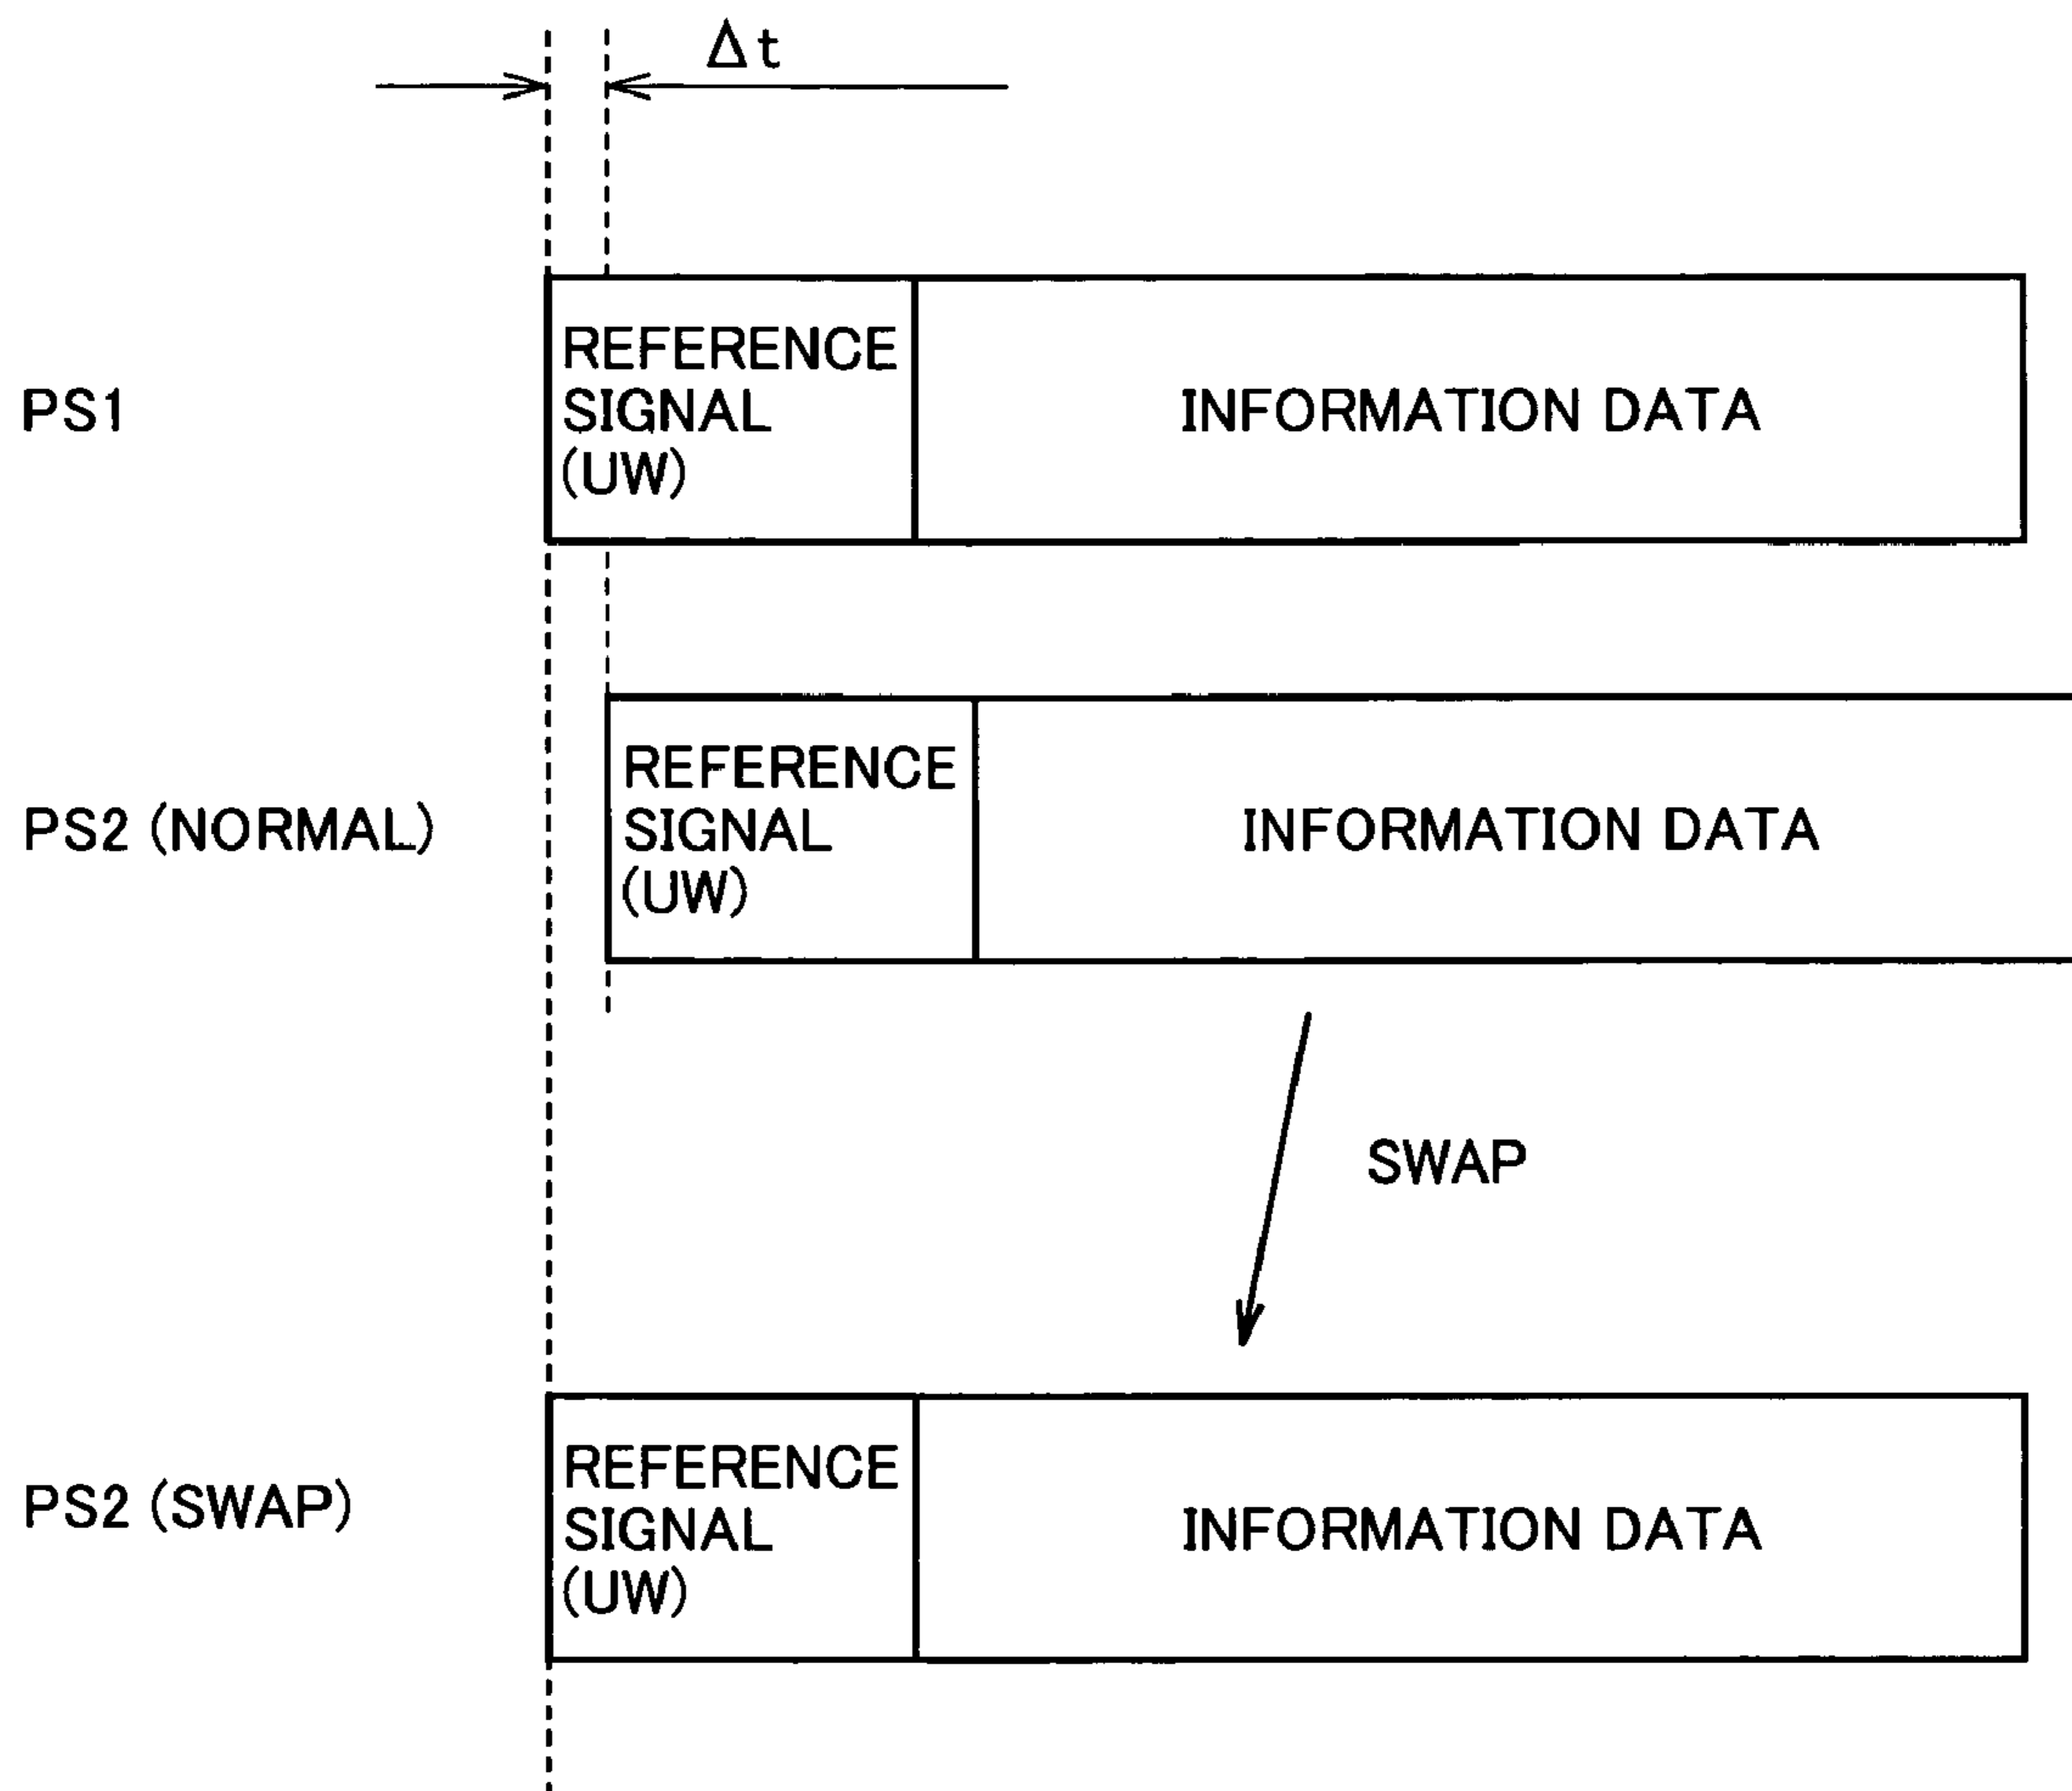 Δt
PS1
REFERENCE
SIGNAL
(UW)
INFORMATION DATA
PS2 (NORMAL)
REFERENCE
SIGNAL
(UW)
INFORMATION DATA
SWAP
PS2 (SWAP)
REFERENCE
SIGNAL
(UW)
INFORMATION DATA